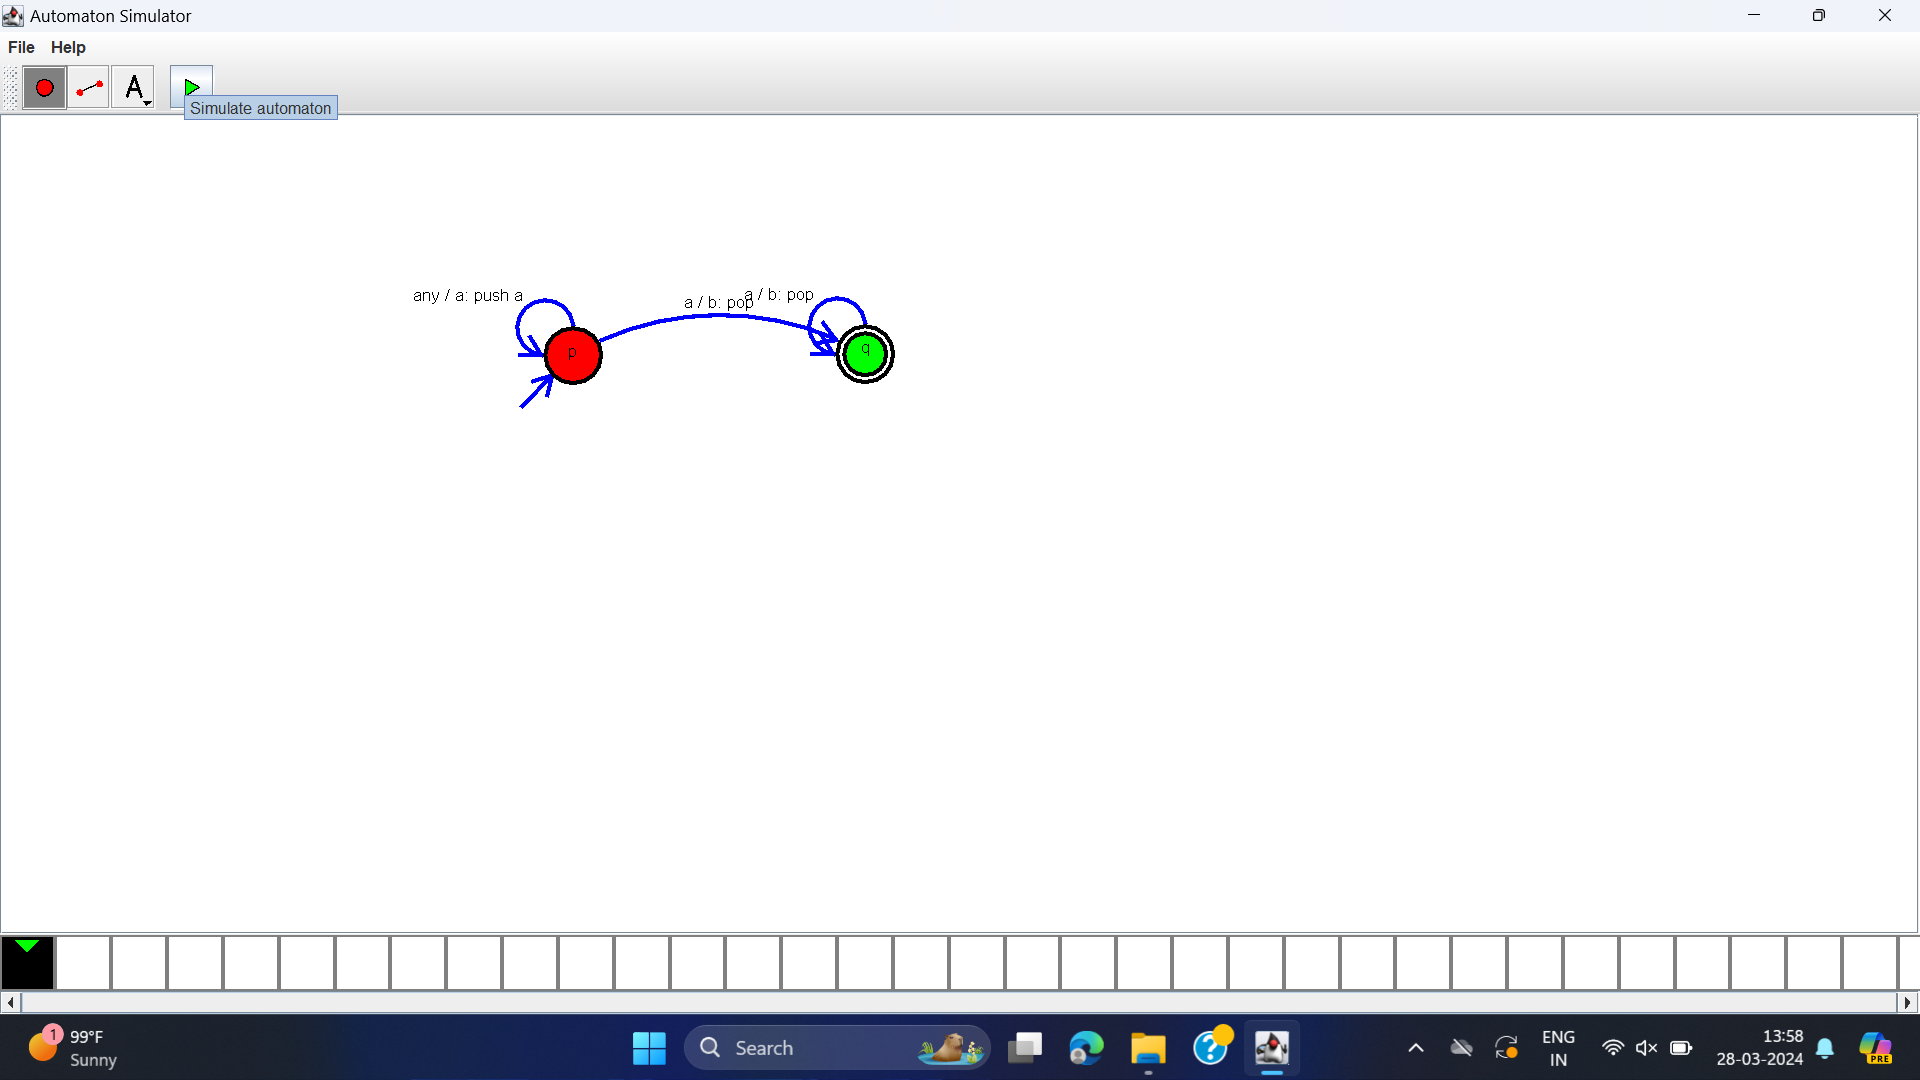 Automaton Simulator
File Help
A
Simulate automaton
any / a: push a
a / b: pop
a / b: pop
p
q
1
99°F
Sunny
Search
ENG
IN
13:58
28-03-2024
PRE